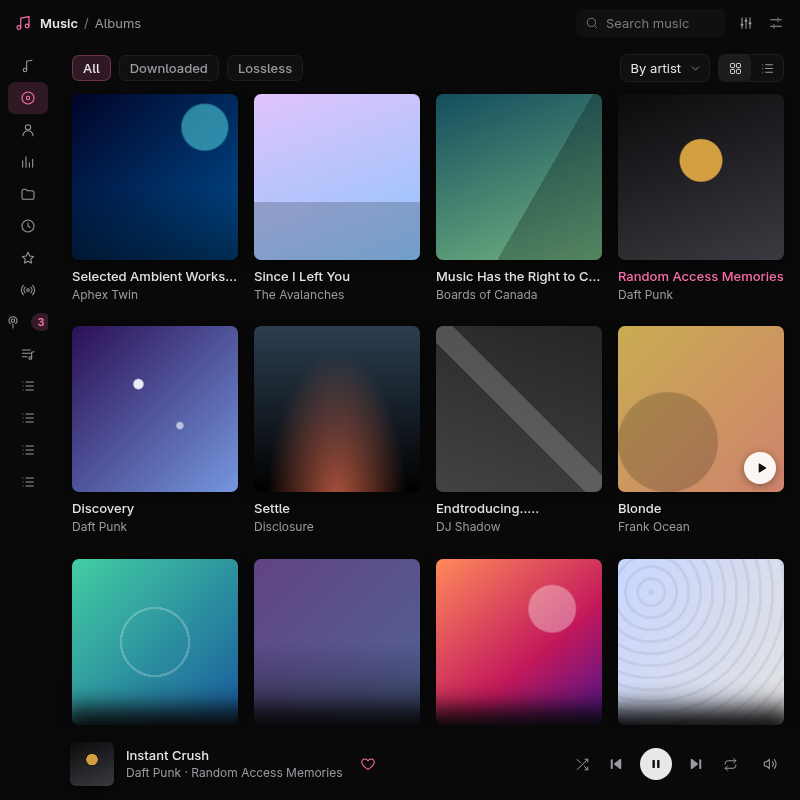 Music / Albums
Search music
All
Downloaded
Lossless
By artist
3
Selected Ambient Works...
Aphex Twin
Since I Left You
The Avalanches
Music Has the Right to C...
Boards of Canada
Random Access Memories
Daft Punk
Discovery
Daft Punk
Settle
Disclosure
Endtroducing.....
DJ Shadow
Blonde
Frank Ocean
Instant Crush
Daft Punk · Random Access Memories